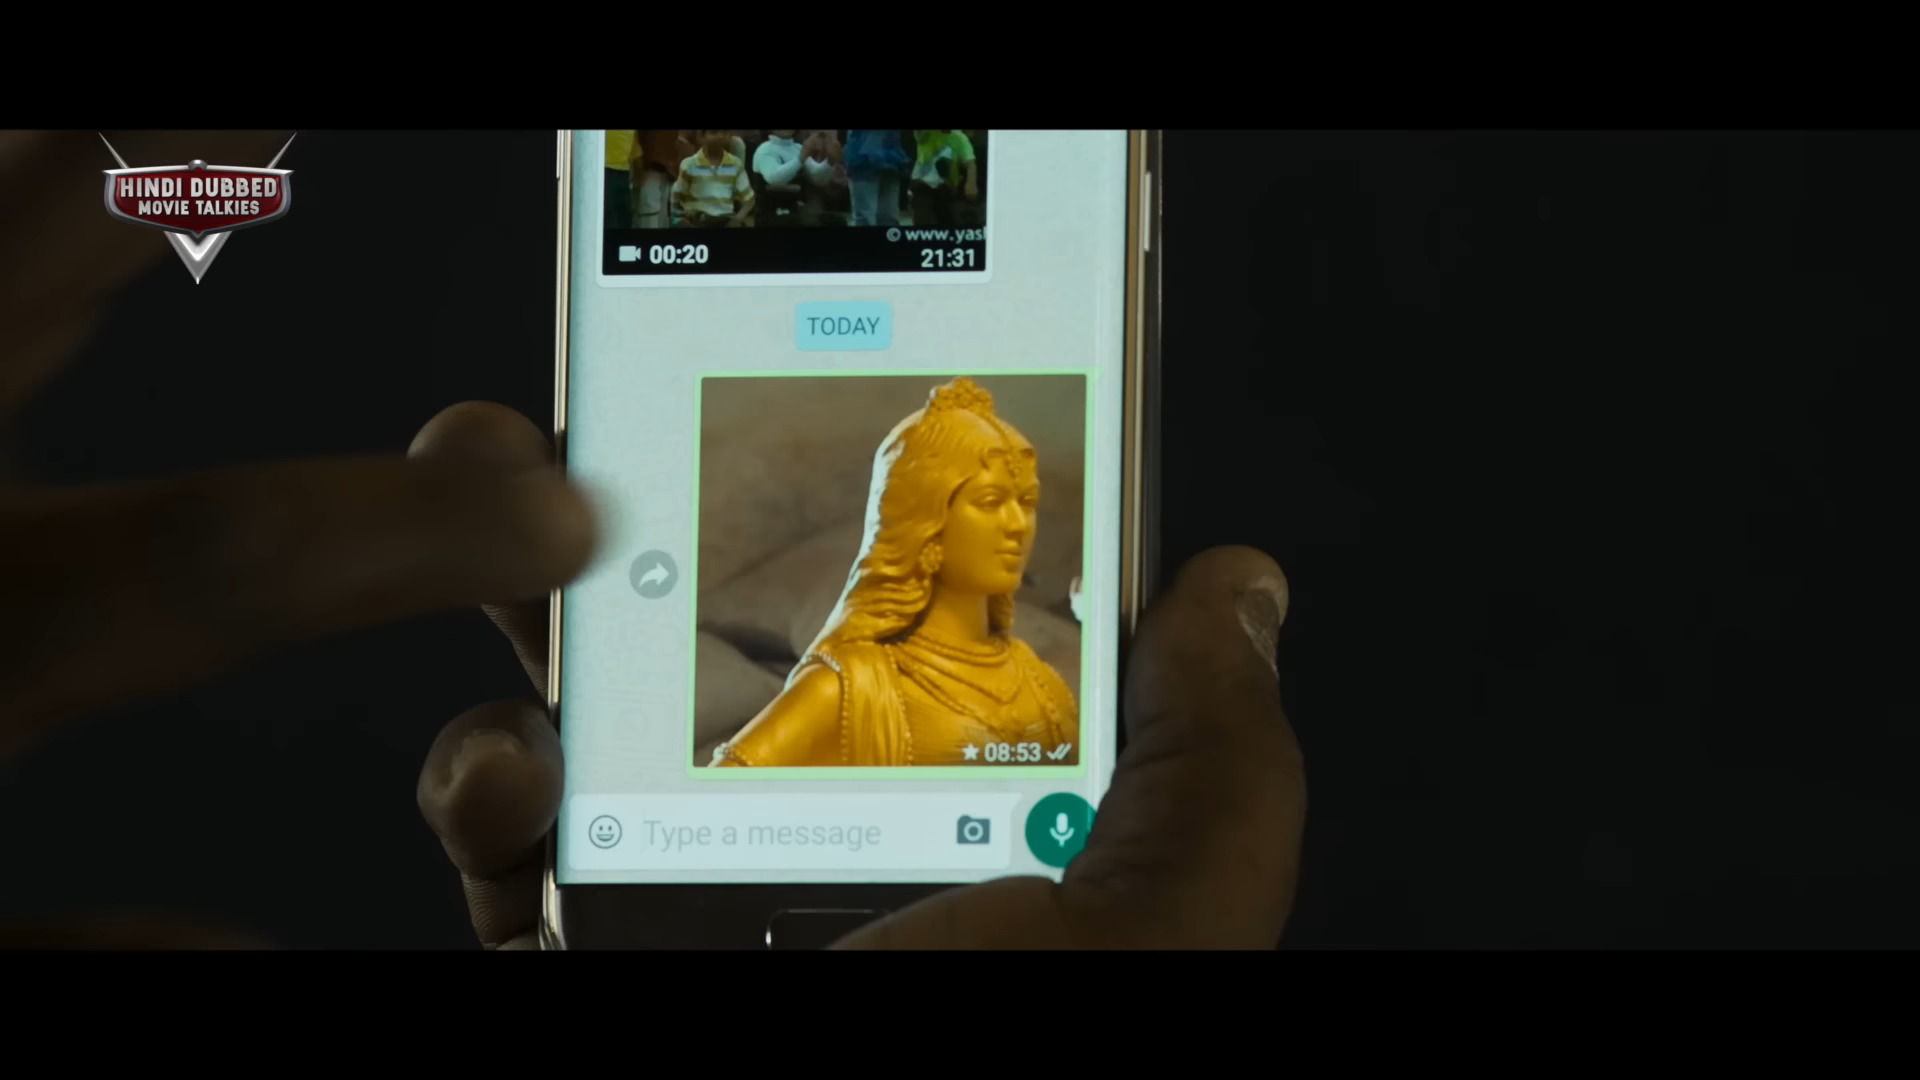 HINDI DUBBED
MOVIE TALKIES
© www.yas
00:20
21:31
TODAY
08:53
Type a message